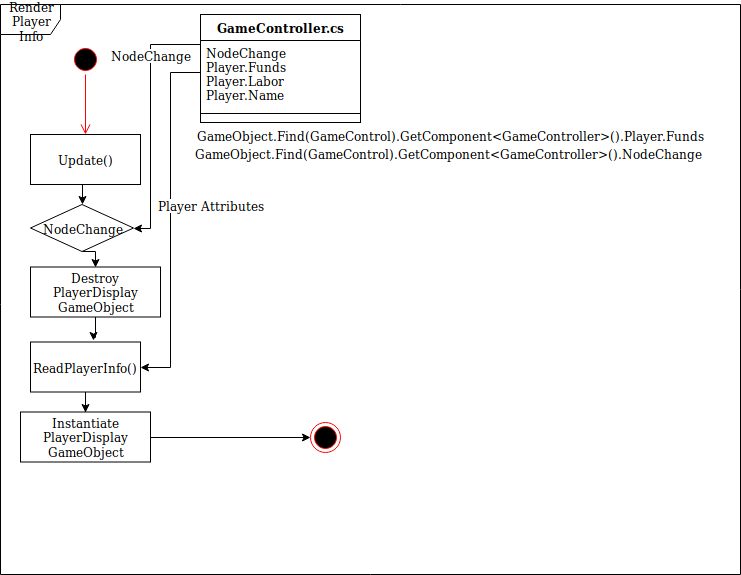 Render
Player
Info
GameController.cs
NodeChange
Player.Funds
Player.Labor
Player.Name
NodeChange
GameObject.Find(GameControl).GetComponent<GameController>().Player.Funds
GameObject.Find(GameControl).GetComponent<GameController>().NodeChange
Update()
Player Attributes
NodeChange
Destroy
PlayerDisplay
GameObject
ReadPlayerInfo()
Instantiate
PlayerDisplay
GameObject